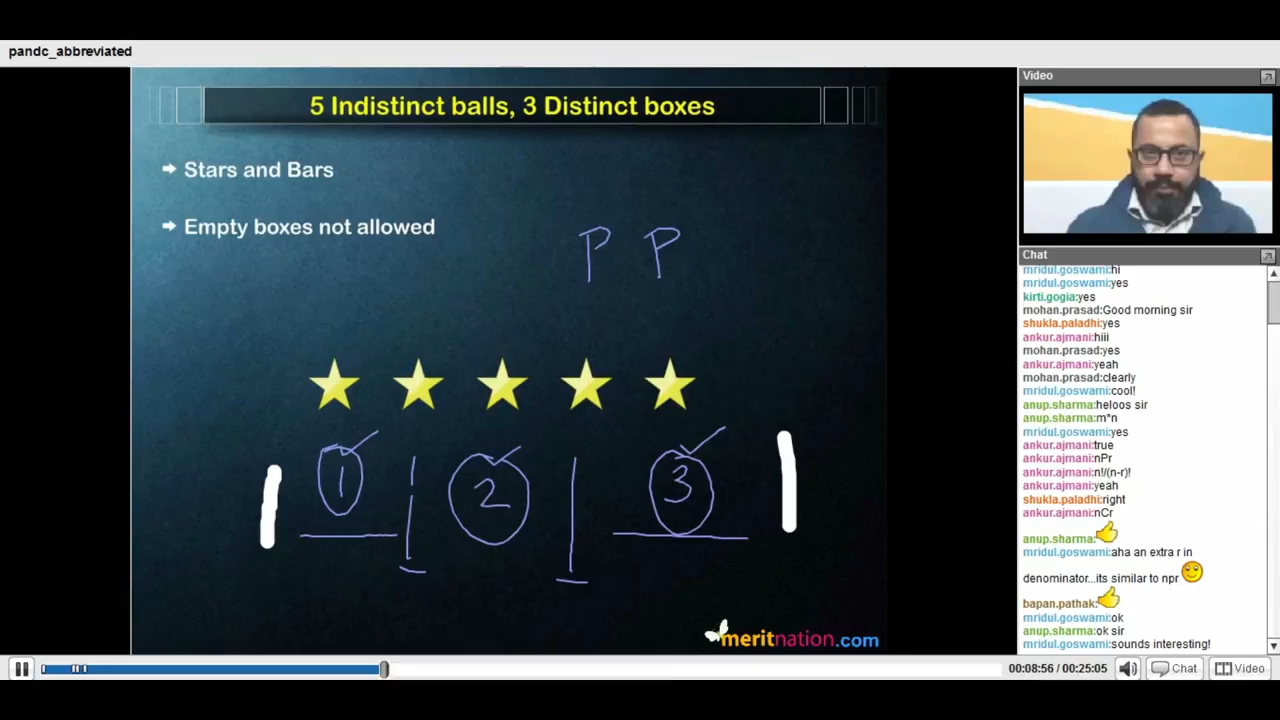 pandc_abbreviated
5 Indistinct balls, 3 Distinct boxes
Stars and Bars
Empty boxes not allowed
P P
1 2 3
meritnation.com
Video
Chat
mridul.goswami:hi
mridul.goswami:yes
kirti.gogia:yes
mohan.prasad:Good morning sir
shukla.paladhi:yes
ankur.ajmani:hiii
mohan.prasad:yes
ankur.ajmani:yeah
mohan.prasad:clearly
mridul.goswami:cool!
anup.sharma:heloos sir
anup.sharma:m*n
mridul.goswami:yes
ankur.ajmani:true
ankur.ajmani:nPr
ankur.ajmani:n!/(n-r)!
ankur.ajmani:yeah
shukla.paladhi:right
ankur.ajmani:nCr
anup.sharma:
mridul.goswami:aha an extra r in
denominator...its similar to npr
bapan.pathak:
mridul.goswami:ok
anup.sharma:ok sir
mridul.goswami:sounds interesting!
00:08:56 / 00:25:05
Chat
Video